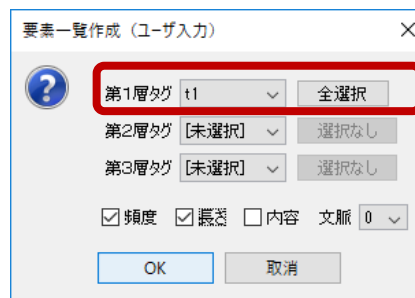 要素一覧作成（ユーザ入力）
第1層タグ t1 全選択
第2層タグ [未選択] 選択なし
第3層タグ [未選択] 選択なし
頻度 長さ 内容 文脈 0
OK 取消